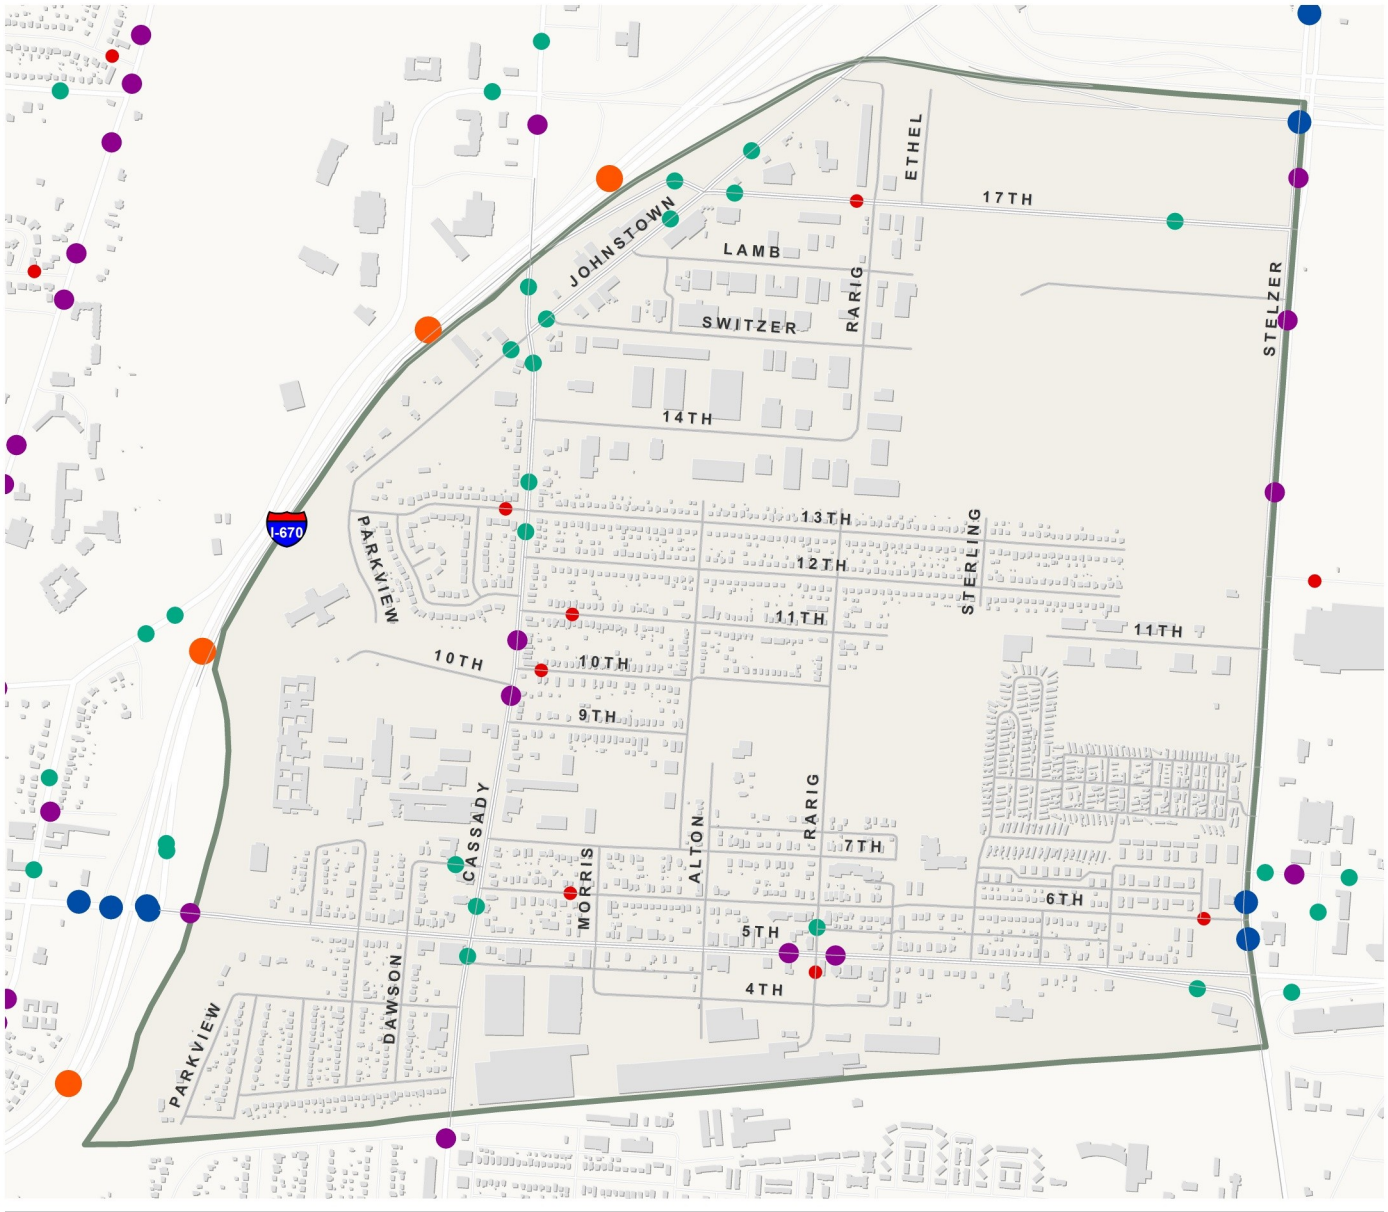 ETHEL
17TH
JOHNSTOWN
LAMB
STELZER
RARIG
SWITZER
14TH
I-670
PARKVIEW
13TH
STERLING
12TH
11TH
11TH
10TH
10TH
9TH
CASSADY
RARIG
ALTON
7TH
MORRIS
6TH
5TH
DAWSON
4TH
PARKVIEW